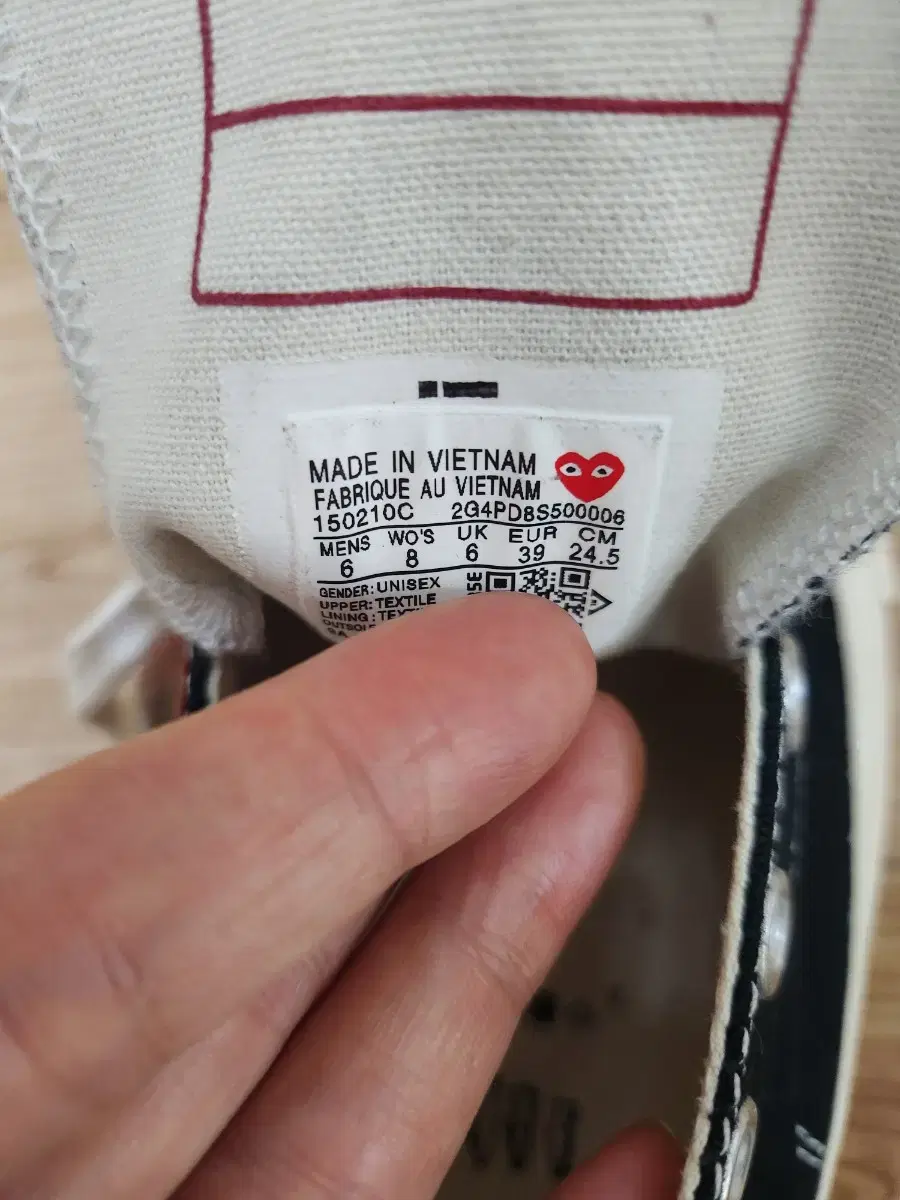 MADE IN VIETNAM
FABRIQUE AU VIETNAM
150210C 2G4PD8S500006
MENS WO'S UK EUR CM
6 8 6 39 24.5
GENDER: UNISEX
UPPER: TEXTILE
LINING: